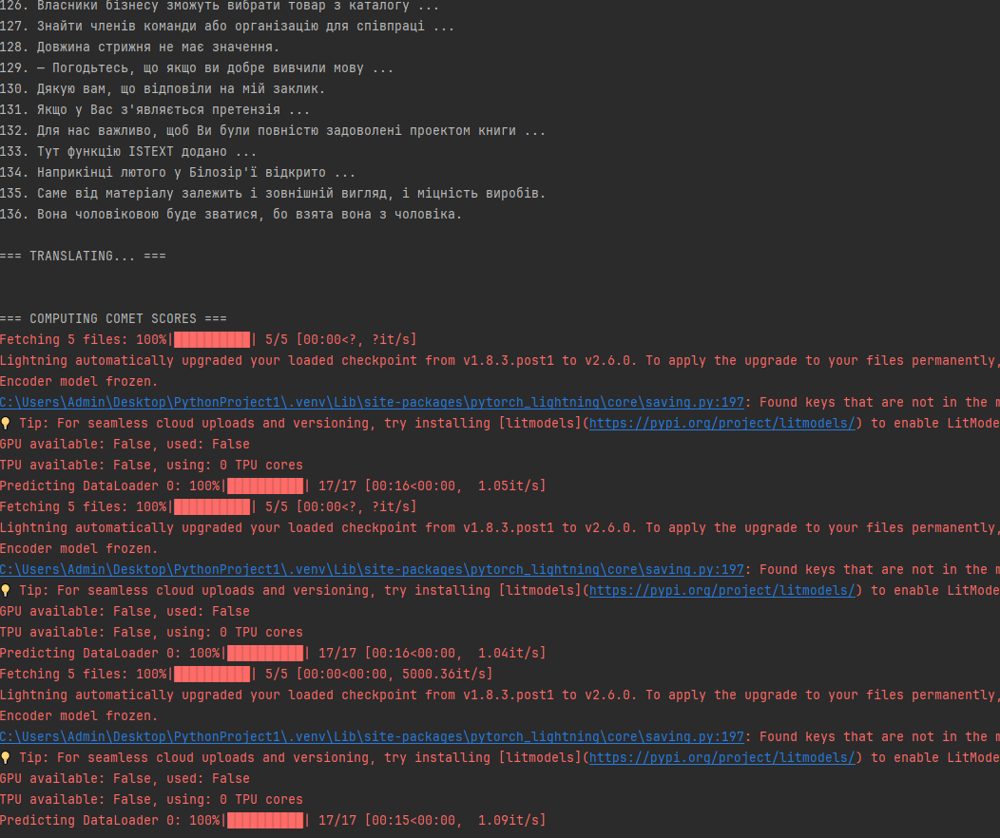 126. Власники бізнесу зможуть вибрати товар з каталогу ...
127. Знайти членів команди або організацію для співпраці ...
128. Довжина стрижня не має значення.
129. — Погодьтесь, що якщо ви добре вивчили мову ...
130. Дякую вам, що відповіли на мій заклик.
131. Якщо у Вас з'являється претензія ...
132. Для нас важливо, щоб Ви були повністю задоволені проектом книги ...
133. Тут функцію ISTEXT додано ...
134. Наприкінці лютого у Білозір'ї відкрито ...
135. Саме від матеріалу залежить і зовнішній вигляд, і міцність виробів.
136. Вона чоловіковою буде зватися, бо взята вона з чоловіка.
=== TRANSLATING... ===
=== COMPUTING COMET SCORES ===
Fetching 5 files: 100%|██████████| 5/5 [00:00<?, ?it/s]
Lightning automatically upgraded your loaded checkpoint from v1.8.3.post1 to v2.6.0. To apply the upgrade to your files permanently,
Encoder model frozen.
C:\Users\Admin\Desktop\PythonProject1\.venv\Lib\site-packages\pytorch_lightning\core\saving.py:197: Found keys that are not in the m
💡 Tip: For seamless cloud uploads and versioning, try installing [litmodels](https://pypi.org/project/litmodels/) to enable LitMode
GPU available: False, used: False
TPU available: False, using: 0 TPU cores
Predicting DataLoader 0: 100%|██████████| 17/17 [00:16<00:00,  1.05it/s]
Fetching 5 files: 100%|██████████| 5/5 [00:00<?, ?it/s]
Lightning automatically upgraded your loaded checkpoint from v1.8.3.post1 to v2.6.0. To apply the upgrade to your files permanently,
Encoder model frozen.
C:\Users\Admin\Desktop\PythonProject1\.venv\Lib\site-packages\pytorch_lightning\core\saving.py:197: Found keys that are not in the m
💡 Tip: For seamless cloud uploads and versioning, try installing [litmodels](https://pypi.org/project/litmodels/) to enable LitMode
GPU available: False, used: False
TPU available: False, using: 0 TPU cores
Predicting DataLoader 0: 100%|██████████| 17/17 [00:16<00:00,  1.04it/s]
Fetching 5 files: 100%|██████████| 5/5 [00:00<00:00, 5000.36it/s]
Lightning automatically upgraded your loaded checkpoint from v1.8.3.post1 to v2.6.0. To apply the upgrade to your files permanently,
Encoder model frozen.
C:\Users\Admin\Desktop\PythonProject1\.venv\Lib\site-packages\pytorch_lightning\core\saving.py:197: Found keys that are not in the m
💡 Tip: For seamless cloud uploads and versioning, try installing [litmodels](https://pypi.org/project/litmodels/) to enable LitMode
GPU available: False, used: False
TPU available: False, using: 0 TPU cores
Predicting DataLoader 0: 100%|██████████| 17/17 [00:15<00:00,  1.09it/s]